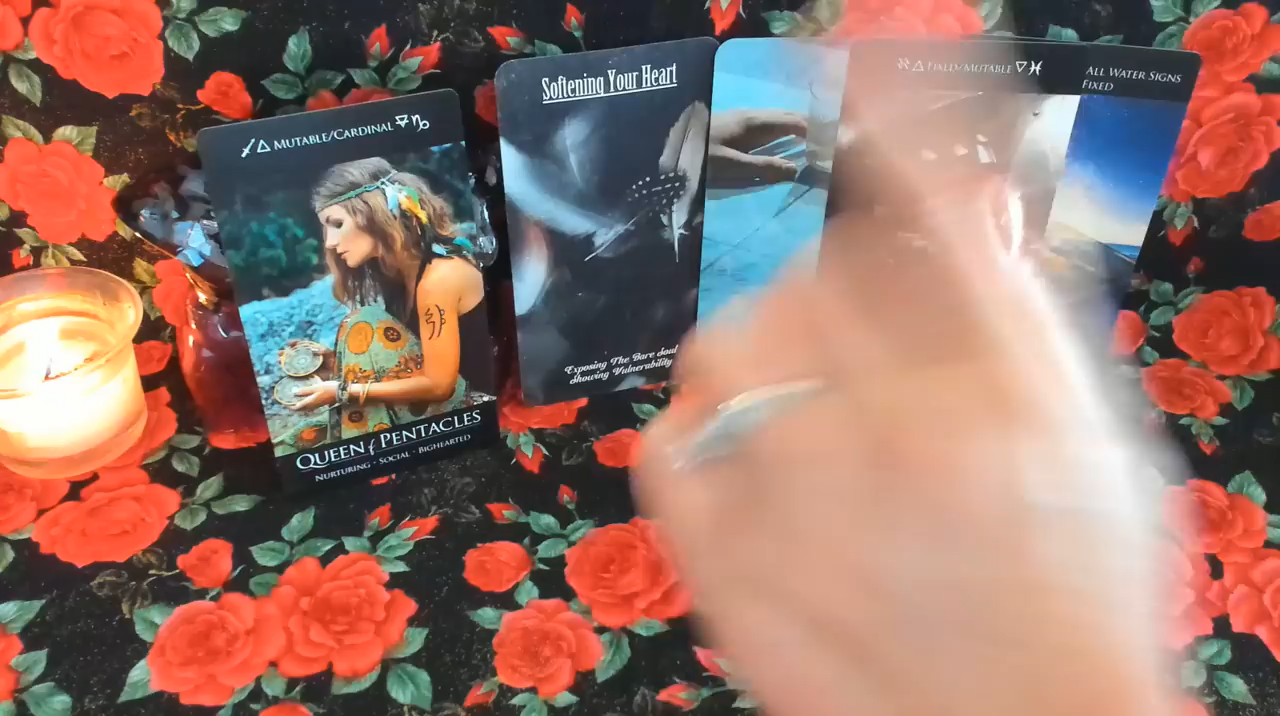 Mutable/Cardinal
Queen of Pentacles
Nurturing - Social - Bighearted
Softening Your Heart
Exposing The Bare Soul
Showing Vulnerability
Mutable
All Water Signs
Fixed